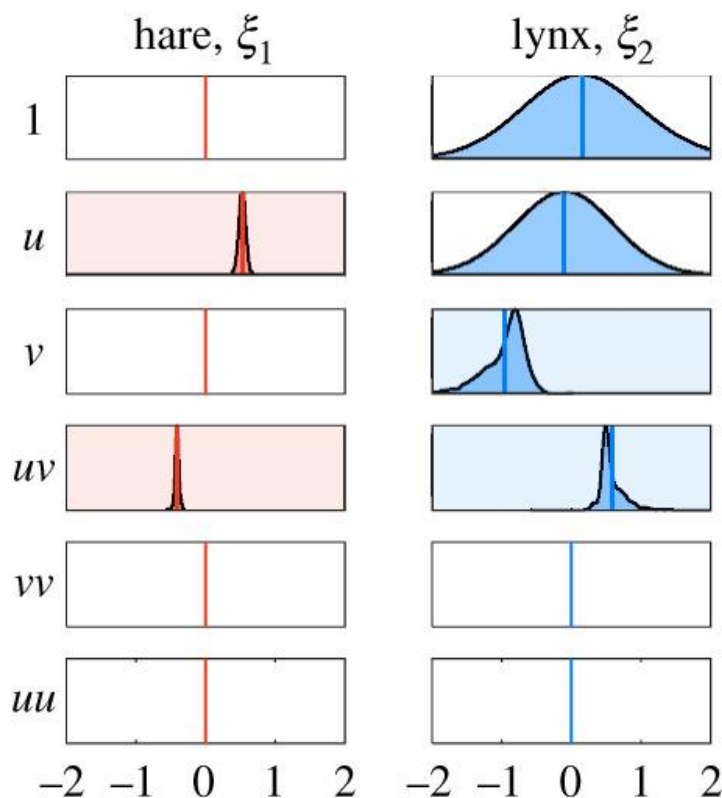 hare, ξ₁ lynx, ξ₂
1
u
v
uv
vv
uu
−2 −1 0 1 2 −2 −1 0 1 2